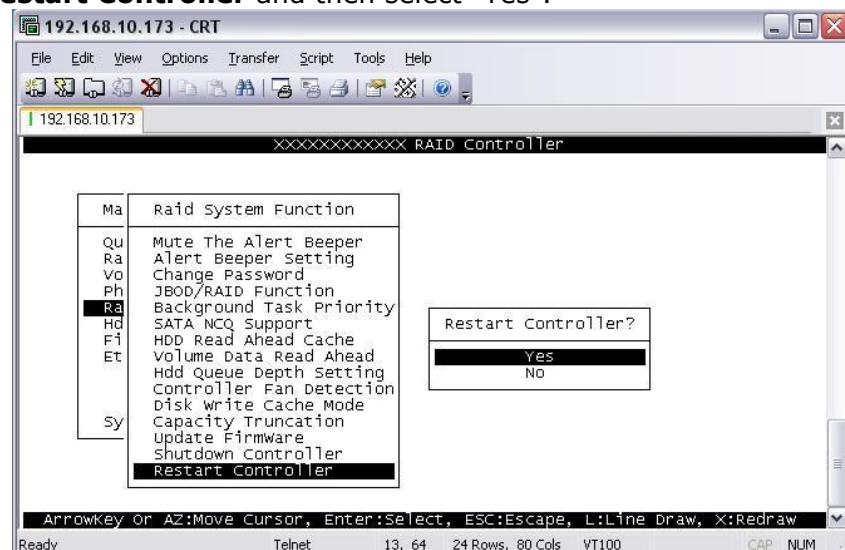 estart Controller and then select "Yes".
192.168.10.173 - CRT
File Edit View Options Transfer Script Tools Help
192.168.10.173
XXXXXXXXXXXX RAID Controller
Ma
Raid System Function
Qu
Mute The Alert Beeper
Ra
Alert Beeper Setting
Vo
Change Password
Ph
JBOD/RAID Function
Ra
Background Task Priority
Hd
SATA NCQ Support
Fi
HDD Read Ahead Cache
Et
Volume Data Read Ahead
Hdd Queue Depth Setting
Controller Fan Detection
Disk Write Cache Mode
Sy
Capacity Truncation
Update FirmWare
Shutdown Controller
Restart Controller
Restart Controller?
Yes
No
ArrowKey Or AZ:Move Cursor, Enter:Select, ESC:Escape, L:Line Draw, X:Redraw
Ready Telnet 13, 64 24 Rows, 80 Cols VT100 CAP NUM